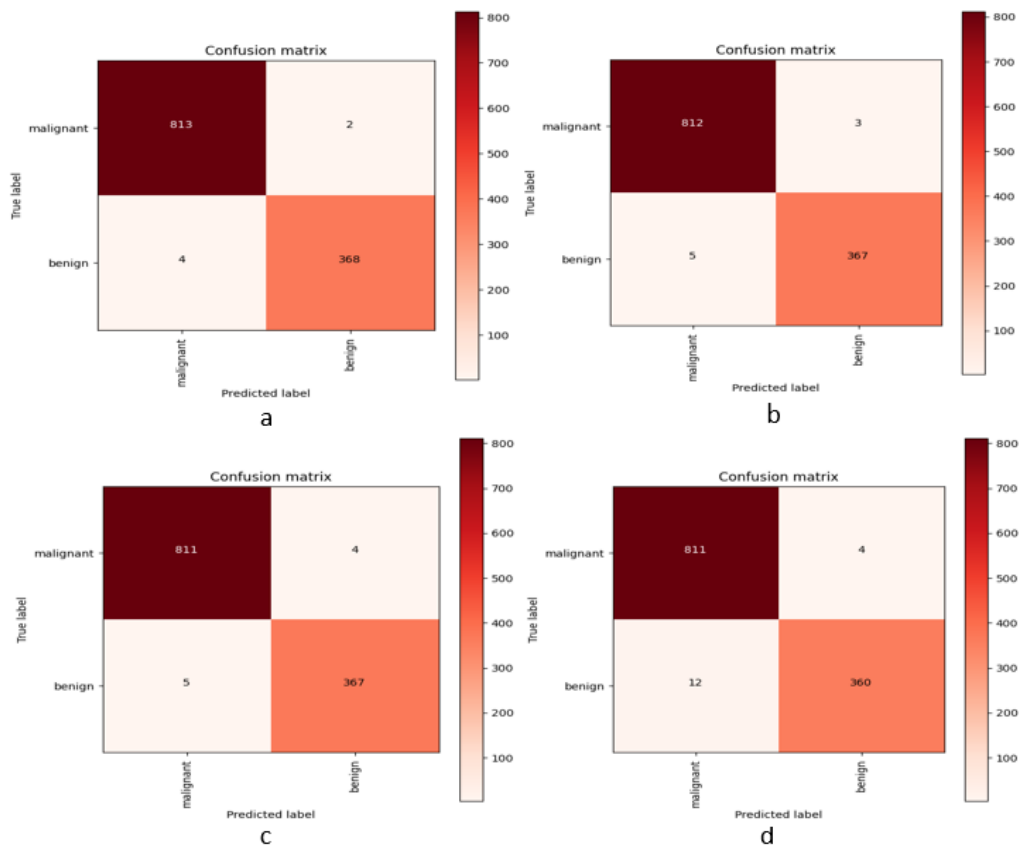 Confusion matrix
800
700
600
500
400
300
200
100
malignant
813
2
True label
benign
4
368
malignant
benign
Predicted label
a
Confusion matrix
800
700
600
500
400
300
200
100
malignant
812
3
True label
benign
5
367
malignant
benign
Predicted label
b
Confusion matrix
800
700
600
500
400
300
200
100
malignant
811
4
True label
benign
5
367
malignant
benign
Predicted label
c
Confusion matrix
800
700
600
500
400
300
200
100
malignant
811
4
True label
benign
12
360
malignant
benign
Predicted label
d